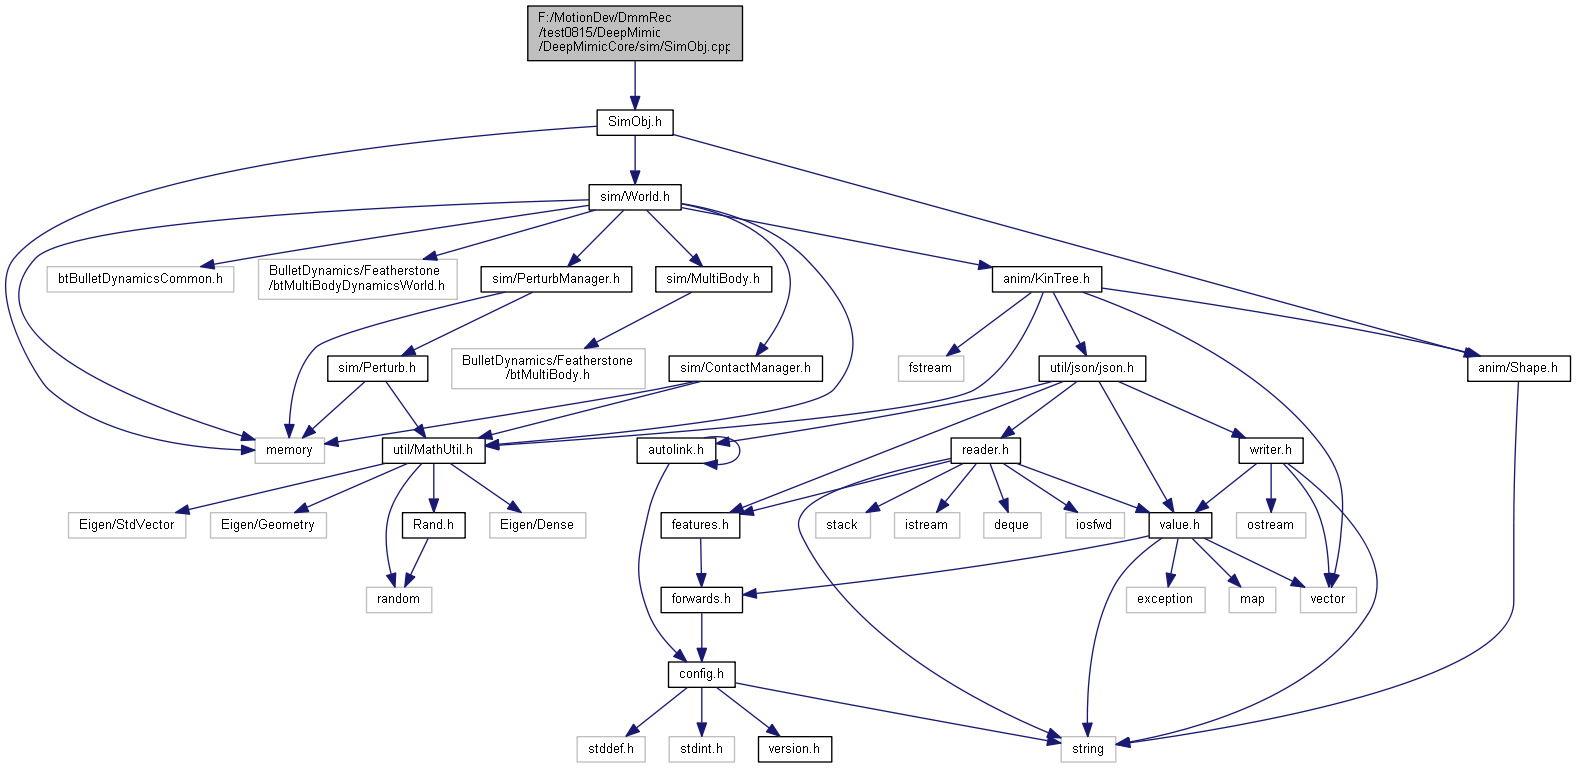 F:/MotionDev/DmmRec
/test0815/DeepMimic
/DeepMimicCore/sim/SimObj.cpp
SimObj.h
sim/World.h
btBulletDynamicsCommon.h
BulletDynamics/Featherstone
/btMultiBodyDynamicsWorld.h
sim/PerturbManager.h
sim/MultiBody.h
anim/KinTree.h
sim/Perturb.h
BulletDynamics/Featherstone
/btMultiBody.h
sim/ContactManager.h
fstream
util/json/json.h
anim/Shape.h
memory
util/MathUtil.h
autolink.h
reader.h
writer.h
Eigen/StdVector
Eigen/Geometry
Rand.h
Eigen/Dense
features.h
stack
istream
deque
iosfwd
value.h
ostream
random
forwards.h
exception
map
vector
config.h
stddef.h
stdint.h
version.h
string